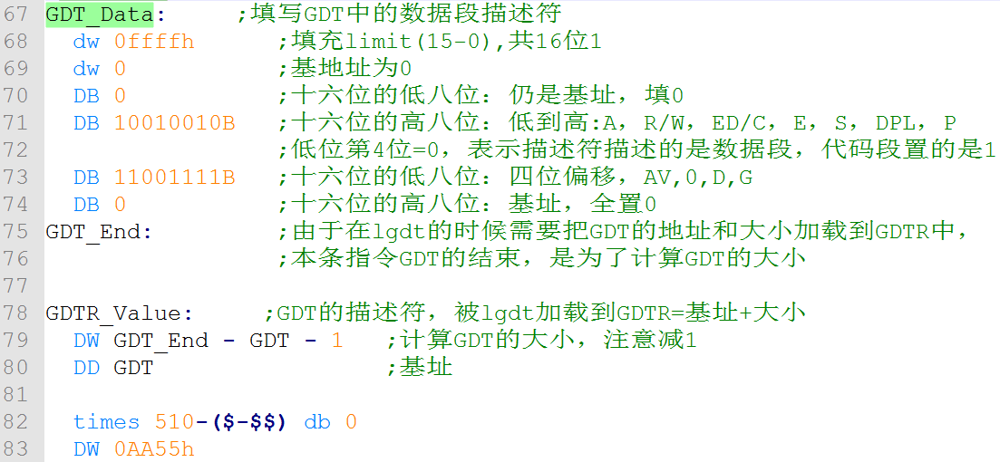 67 GDT_Data:      ;填写GDT中的数据段描述符
68   dw 0ffffh      ;填充limit(15-0),共16位1
69   dw 0           ;基地址为0
70   DB 0           ;十六位的低八位：仍是基址，填0
71   DB 10010010B   ;十六位的高八位：低到高:A，R/W，ED/C，E，S，DPL，P
72                  ;低位第4位=0，表示描述符描述的是数据段，代码段置的是1
73   DB 11001111B   ;十六位的低八位：四位偏移，AV,0,D,G
74   DB 0           ;十六位的高八位：基址，全置0
75 GDT_End:         ;由于在lgdt的时候需要把GDT的地址和大小加载到GDTR中，
76                  ;本条指令GDT的结束，是为了计算GDT的大小
77
78 GDTR_Value:     ;GDT的描述符，被lgdt加载到GDTR=基址+大小
79   DW GDT_End - GDT - 1   ;计算GDT的大小，注意减1
80   DD GDT                 ;基址
81
82   times 510-($-$$) db 0
83   DW 0AA55h